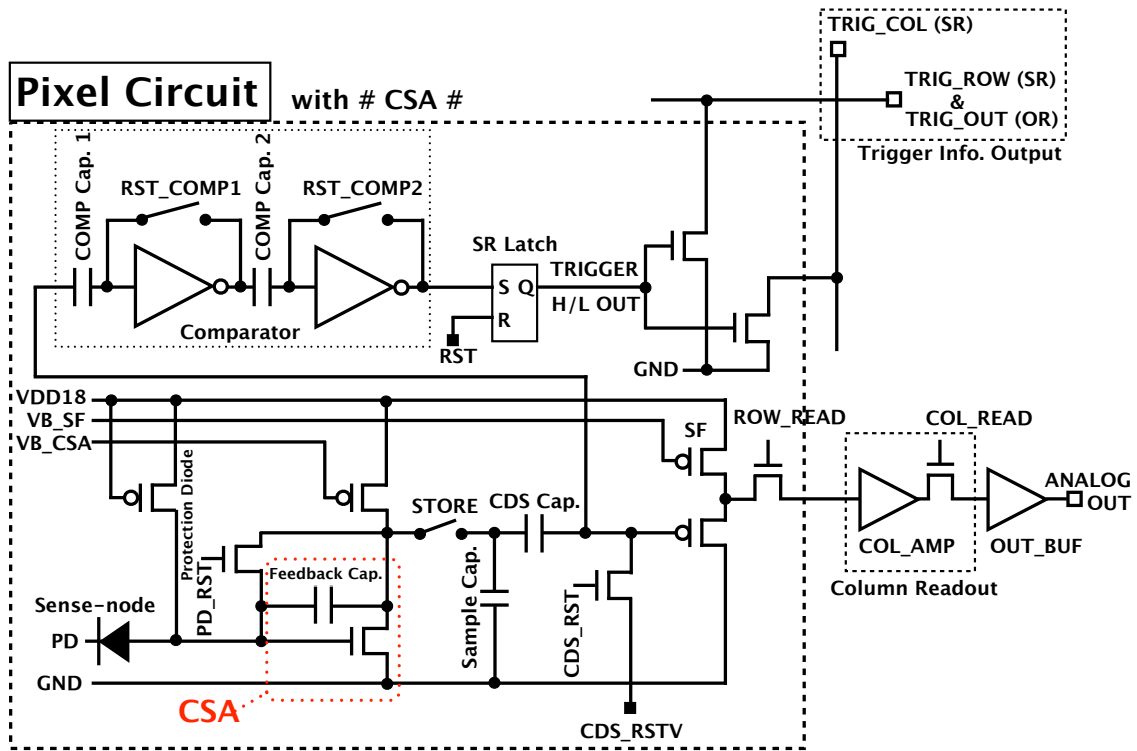 TRIG_COL (SR)
Pixel Circuit
with # CSA #
TRIG_ROW (SR)
&
TRIG_OUT (OR)
Trigger Info. Output
COMP Cap. 1
RST_COMP1
COMP Cap. 2
RST_COMP2
Comparator
SR Latch
S Q
R
RST
TRIGGER
H/L OUT
GND
VDD18
VB_SF
VB_CSA
SF
ROW_READ
COL_READ
Protection Diode
STORE
CDS Cap.
COL_AMP
OUT_BUF
ANALOG
OUT
Column Readout
PD_RST
Feedback Cap.
Sample Cap.
CDS_RST
Sense-node
PD
GND
CSA
CDS_RSTV